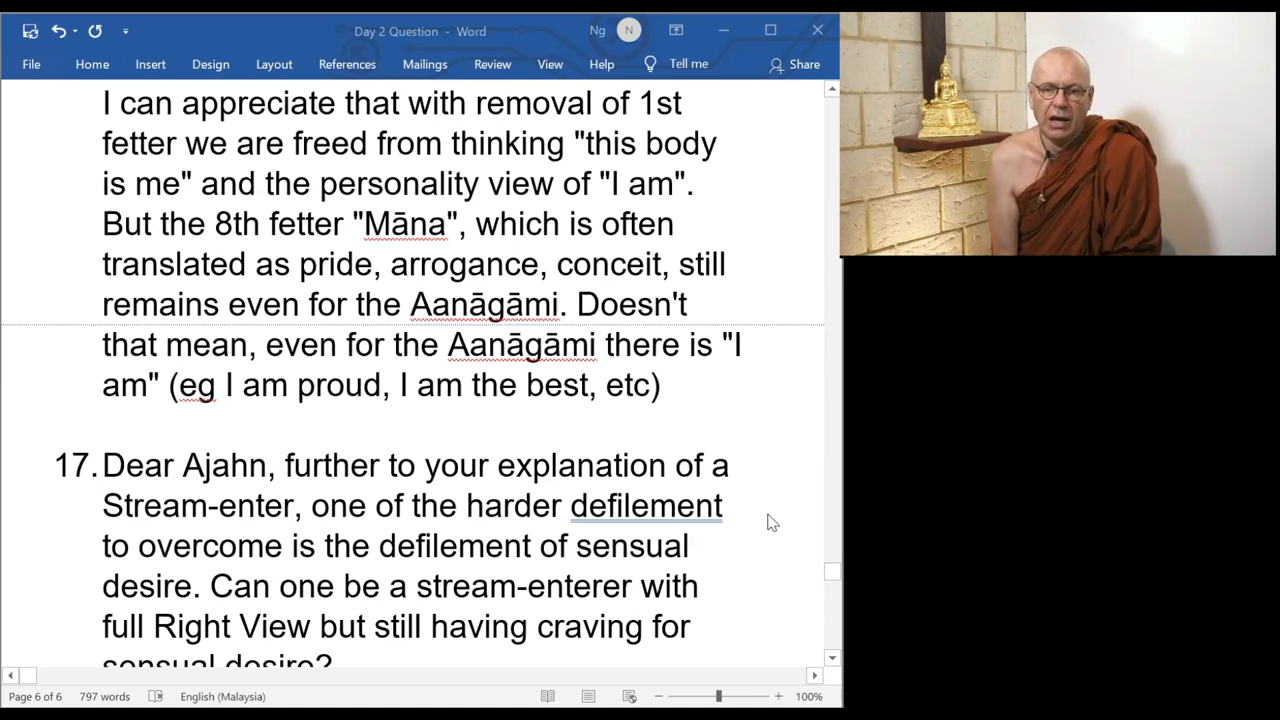 Day 2 Question - Word
Ng N
File Home Insert Design Layout References Mailings Review View Help Tell me Share
I can appreciate that with removal of 1st
fetter we are freed from thinking "this body
is me" and the personality view of "I am".
But the 8th fetter "Māna", which is often
translated as pride, arrogance, conceit, still
remains even for the Aanāgāmi. Doesn't
that mean, even for the Aanāgāmi there is "I
am" (eg I am proud, I am the best, etc)
17. Dear Ajahn, further to your explanation of a
Stream-enter, one of the harder defilement
to overcome is the defilement of sensual
desire. Can one be a stream-enterer with
full Right View but still having craving for
sensual desire?
Page 6 of 6 797 words English (Malaysia) 100%